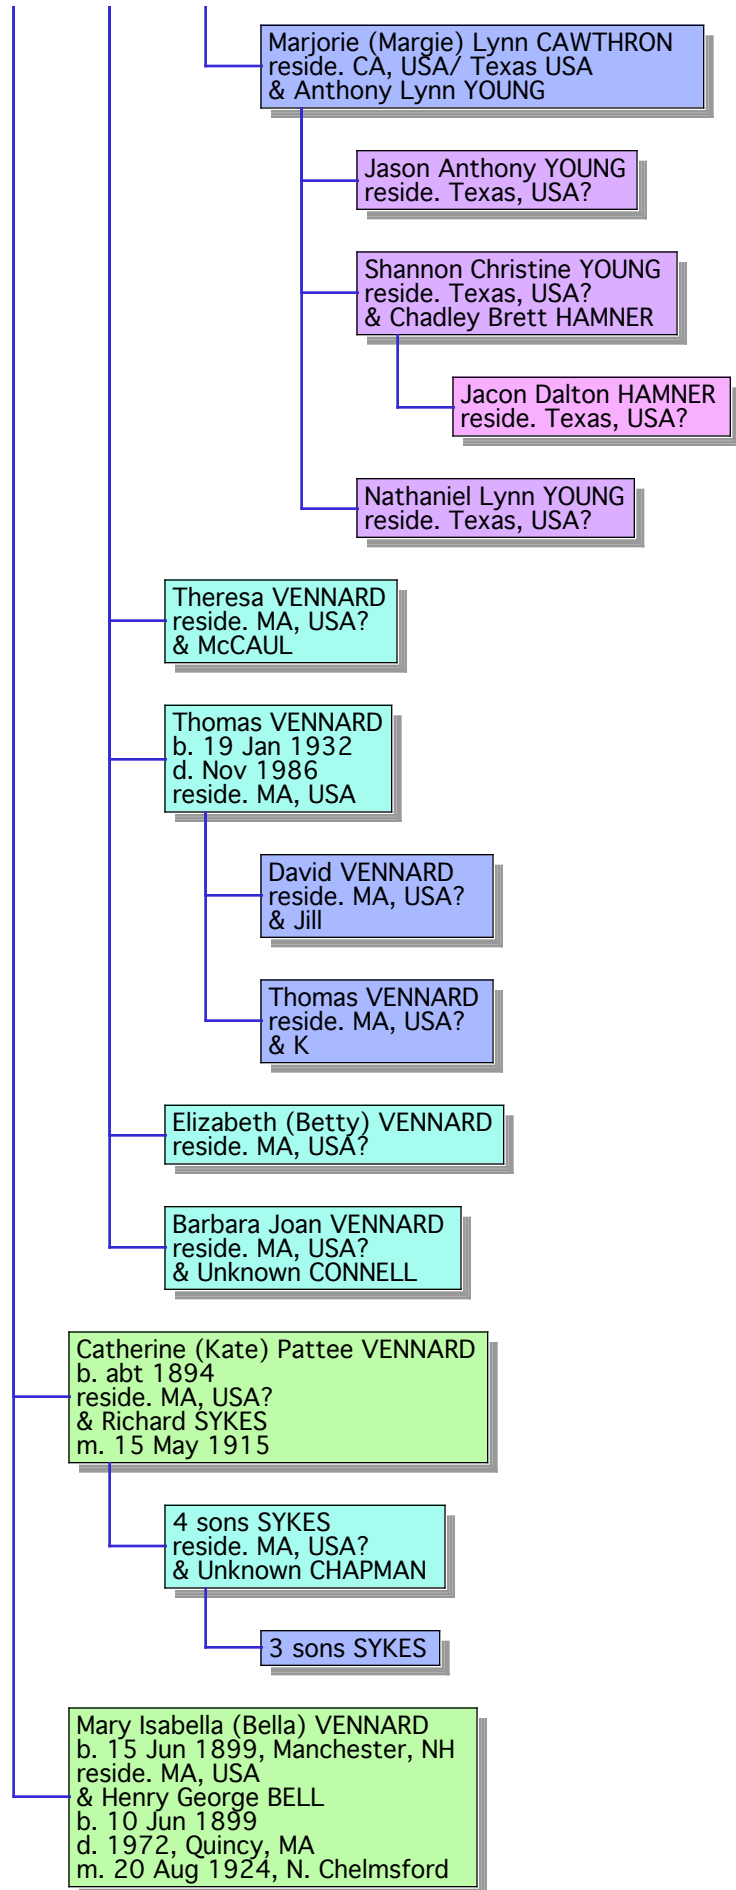 Marjorie (Margie) Lynn CAWTHRON
reside. CA, USA/ Texas USA
& Anthony Lynn YOUNG
Jason Anthony YOUNG
reside. Texas, USA?
Shannon Christine YOUNG
reside. Texas, USA?
& Chadley Brett HAMNER
Jacon Dalton HAMNER
reside. Texas, USA?
Nathaniel Lynn YOUNG
reside. Texas, USA?
Theresa VENNARD
reside. MA, USA?
& McCAUL
Thomas VENNARD
b. 19 Jan 1932
d. Nov 1986
reside. MA, USA
David VENNARD
reside. MA, USA?
& Jill
Thomas VENNARD
reside. MA, USA?
& K
Elizabeth (Betty) VENNARD
reside. MA, USA?
Barbara Joan VENNARD
reside. MA, USA?
& Unknown CONNELL
Catherine (Kate) Pattee VENNARD
b. abt 1894
reside. MA, USA?
& Richard SYKES
m. 15 May 1915
4 sons SYKES
reside. MA, USA?
& Unknown CHAPMAN
3 sons SYKES
Mary Isabella (Bella) VENNARD
b. 15 Jun 1899, Manchester, NH
reside. MA, USA
& Henry George BELL
b. 10 Jun 1899
d. 1972, Quincy, MA
m. 20 Aug 1924, N. Chelmsford